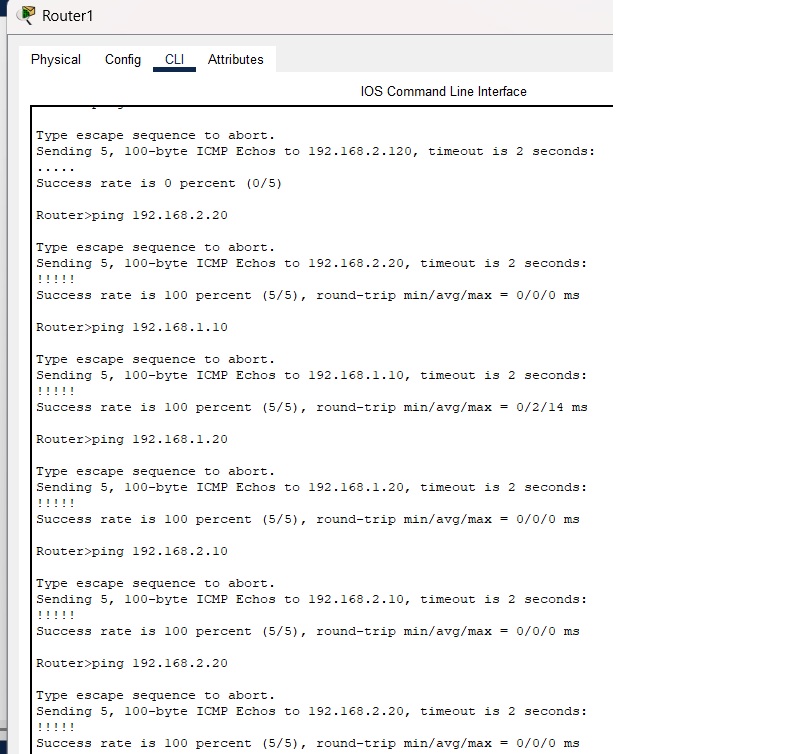 Router1
Physical Config CLI Attributes
IOS Command Line Interface
Type escape sequence to abort.
Sending 5, 100-byte ICMP Echos to 192.168.2.120, timeout is 2 seconds:
.....
Success rate is 0 percent (0/5)
Router>ping 192.168.2.20
Type escape sequence to abort.
Sending 5, 100-byte ICMP Echos to 192.168.2.20, timeout is 2 seconds:
!!!!!
Success rate is 100 percent (5/5), round-trip min/avg/max = 0/0/0 ms
Router>ping 192.168.1.10
Type escape sequence to abort.
Sending 5, 100-byte ICMP Echos to 192.168.1.10, timeout is 2 seconds:
!!!!!
Success rate is 100 percent (5/5), round-trip min/avg/max = 0/2/14 ms
Router>ping 192.168.1.20
Type escape sequence to abort.
Sending 5, 100-byte ICMP Echos to 192.168.1.20, timeout is 2 seconds:
!!!!!
Success rate is 100 percent (5/5), round-trip min/avg/max = 0/0/0 ms
Router>ping 192.168.2.10
Type escape sequence to abort.
Sending 5, 100-byte ICMP Echos to 192.168.2.10, timeout is 2 seconds:
!!!!!
Success rate is 100 percent (5/5), round-trip min/avg/max = 0/0/0 ms
Router>ping 192.168.2.20
Type escape sequence to abort.
Sending 5, 100-byte ICMP Echos to 192.168.2.20, timeout is 2 seconds:
!!!!!
Success rate is 100 percent (5/5), round-trip min/avg/max = 0/0/0 ms